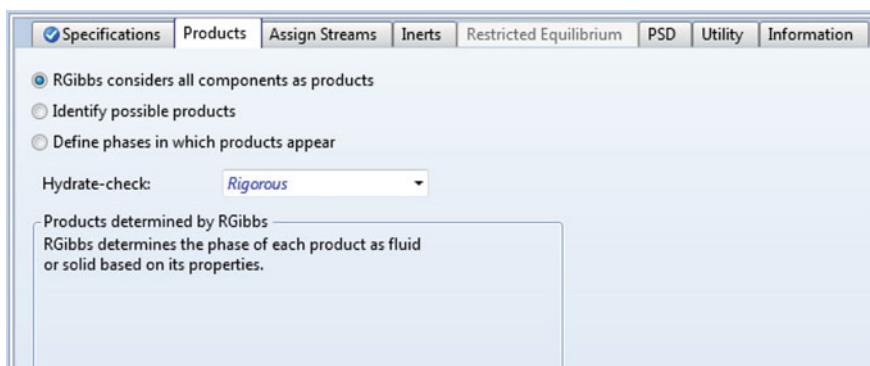 Specifications Products Assign Streams Inerts Restricted Equilibrium PSD Utility Information
RGibbs considers all components as products
Identify possible products
Define phases in which products appear
Hydrate-check: Rigorous
Products determined by RGibbs
RGibbs determines the phase of each product as fluid
or solid based on its properties.